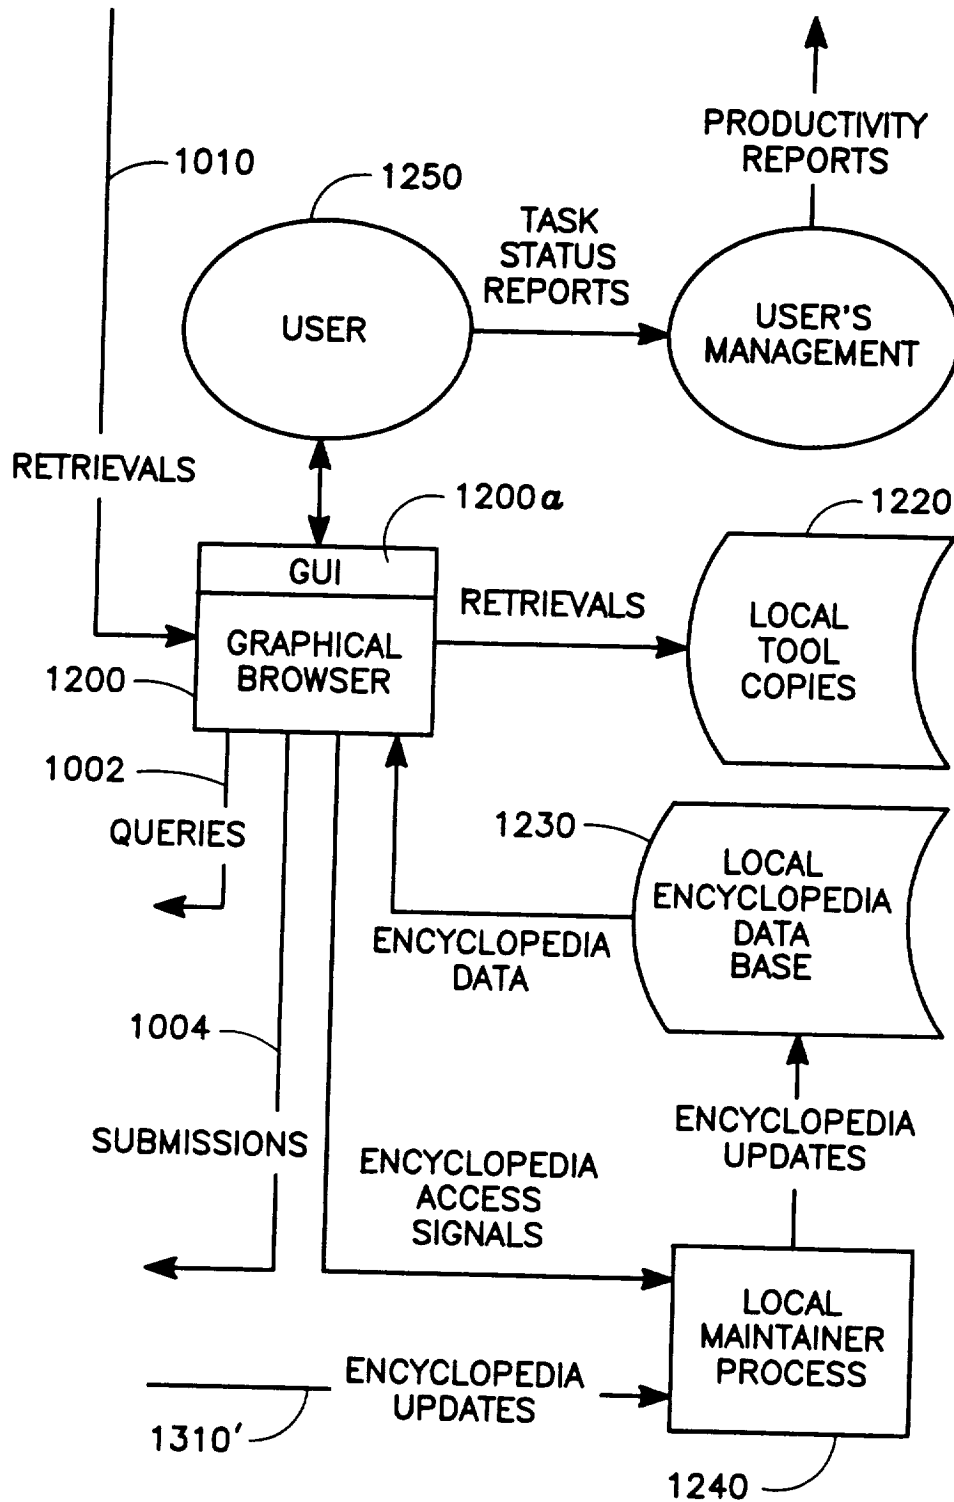 PRODUCTIVITY
REPORTS
1010
1250
TASK
STATUS
REPORTS
USER
USER'S
MANAGEMENT
RETRIEVALS
1200a
1220
GUI
RETRIEVALS
LOCAL
TOOL
COPIES
GRAPHICAL
BROWSER
1200
1002
QUERIES
1230
LOCAL
ENCYCLOPEDIA
DATA
BASE
ENCYCLOPEDIA
DATA
1004
SUBMISSIONS
ENCYCLOPEDIA
UPDATES
ENCYCLOPEDIA
ACCESS
SIGNALS
LOCAL
MAINTAINER
PROCESS
ENCYCLOPEDIA
UPDATES
1310'
1240